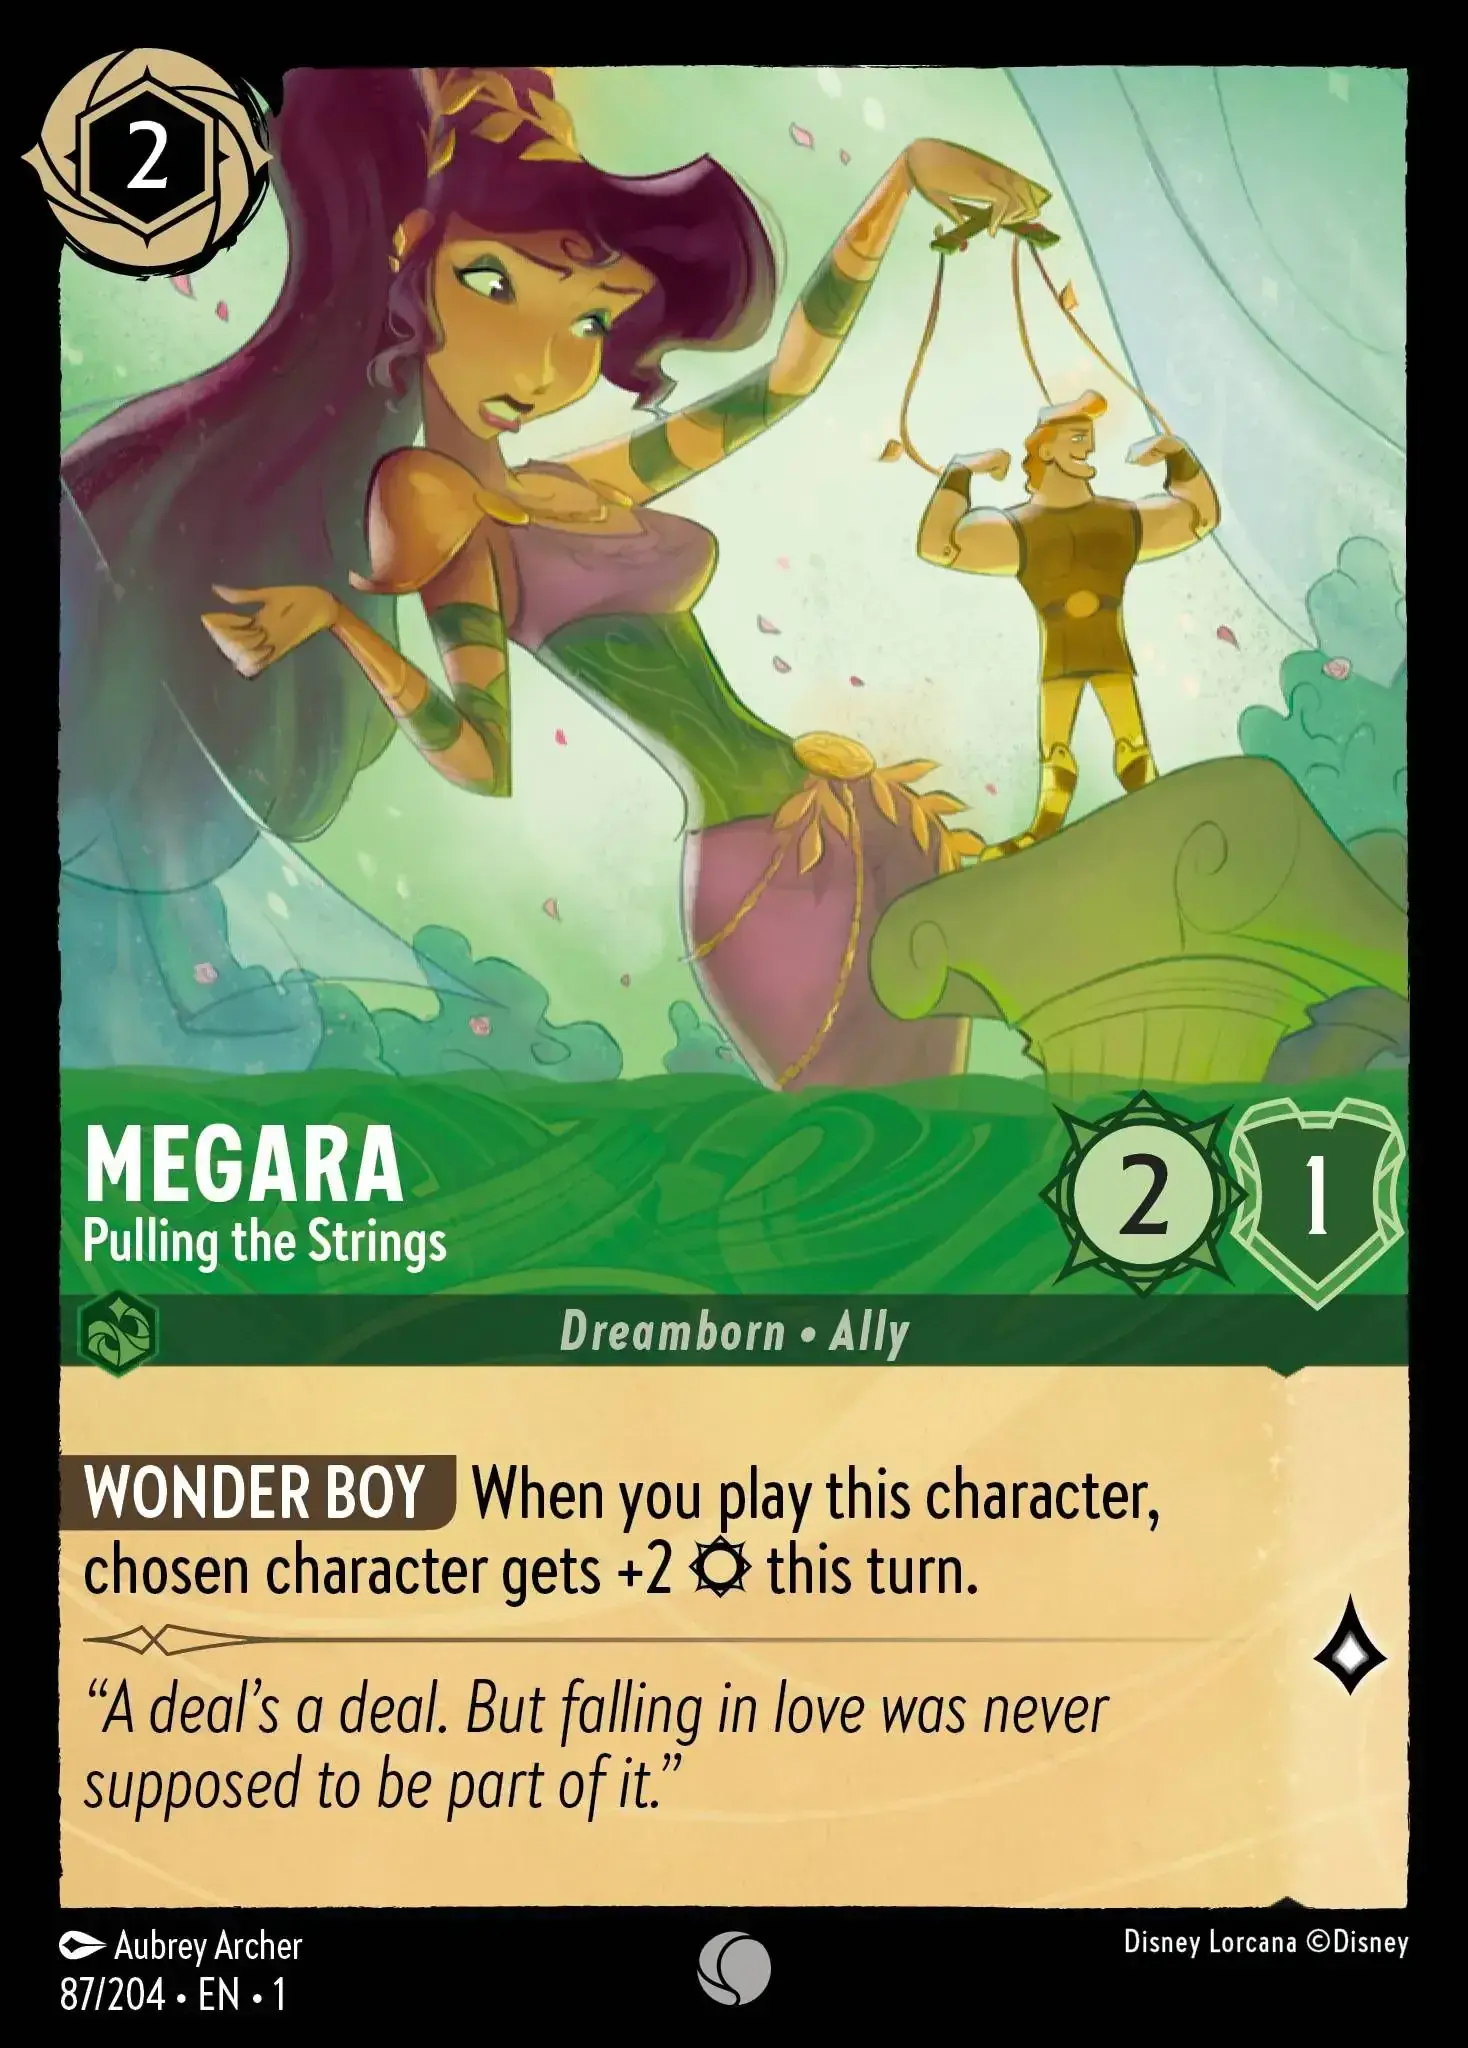 2
MEGARA
Pulling the Strings
2
1
Dreamborn • Ally
WONDER BOY When you play this character,
chosen character gets +2 this turn.
“A deal’s a deal. But falling in love was never
supposed to be part of it.”
Aubrey Archer
87/204 • EN • 1
Disney Lorcana ©Disney